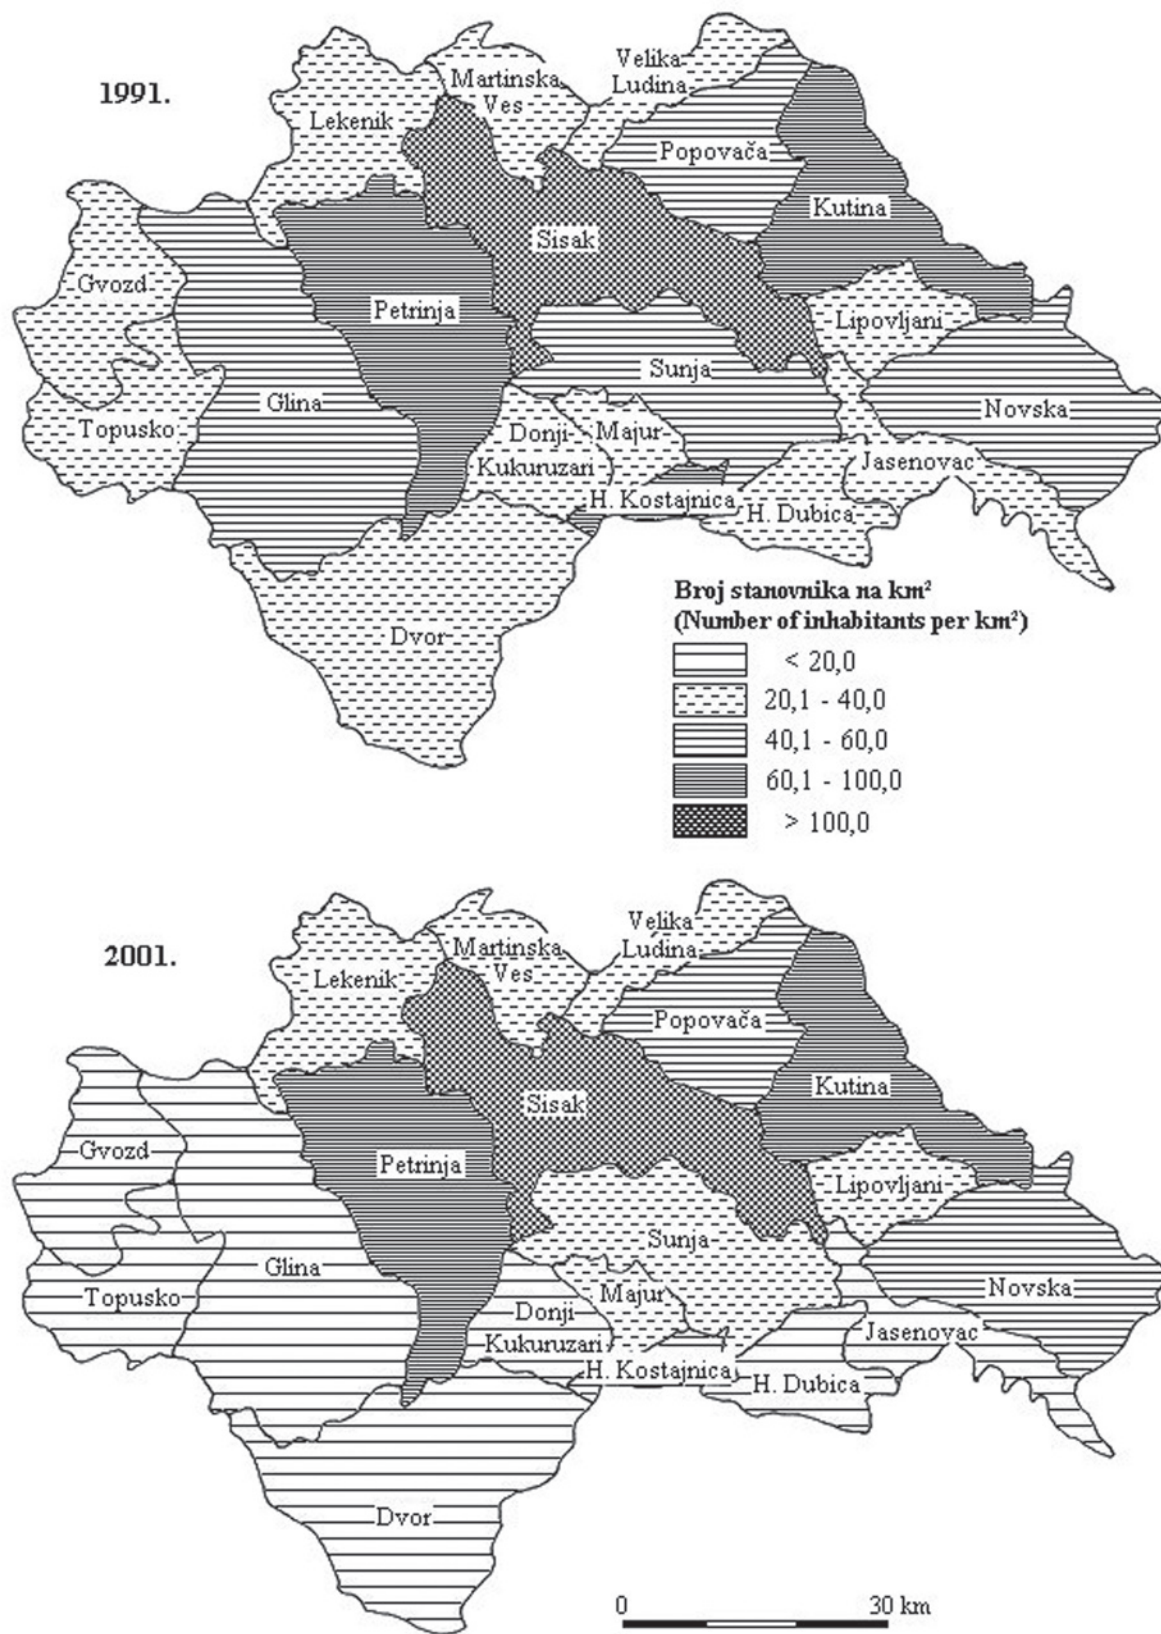 1991.
Velika
Ludina
Martinska
Ves
Lekenik
Popovača
Kutina
Sisak
Gvozd
Petrinja
Lipovljani
Sunja
Glina
Novska
Topusko
Donji
Kukuruzari
Majur
Jasenovac
H. Kostajnica
H. Dubica
Dvor
Broj stanovnika na km²
(Number of inhabitants per km²)
< 20,0
20,1 - 40,0
40,1 - 60,0
60,1 - 100,0
> 100,0
2001.
Velika
Ludina
Martinska
Ves
Lekenik
Popovača
Kutina
Sisak
Gvozd
Petrinja
Lipovljani
Sunja
Glina
Novska
Topusko
Majur
Donji
Kukuruzari
Jasenovac
H. Kostajnica
H. Dubica
Dvor
0 30 km